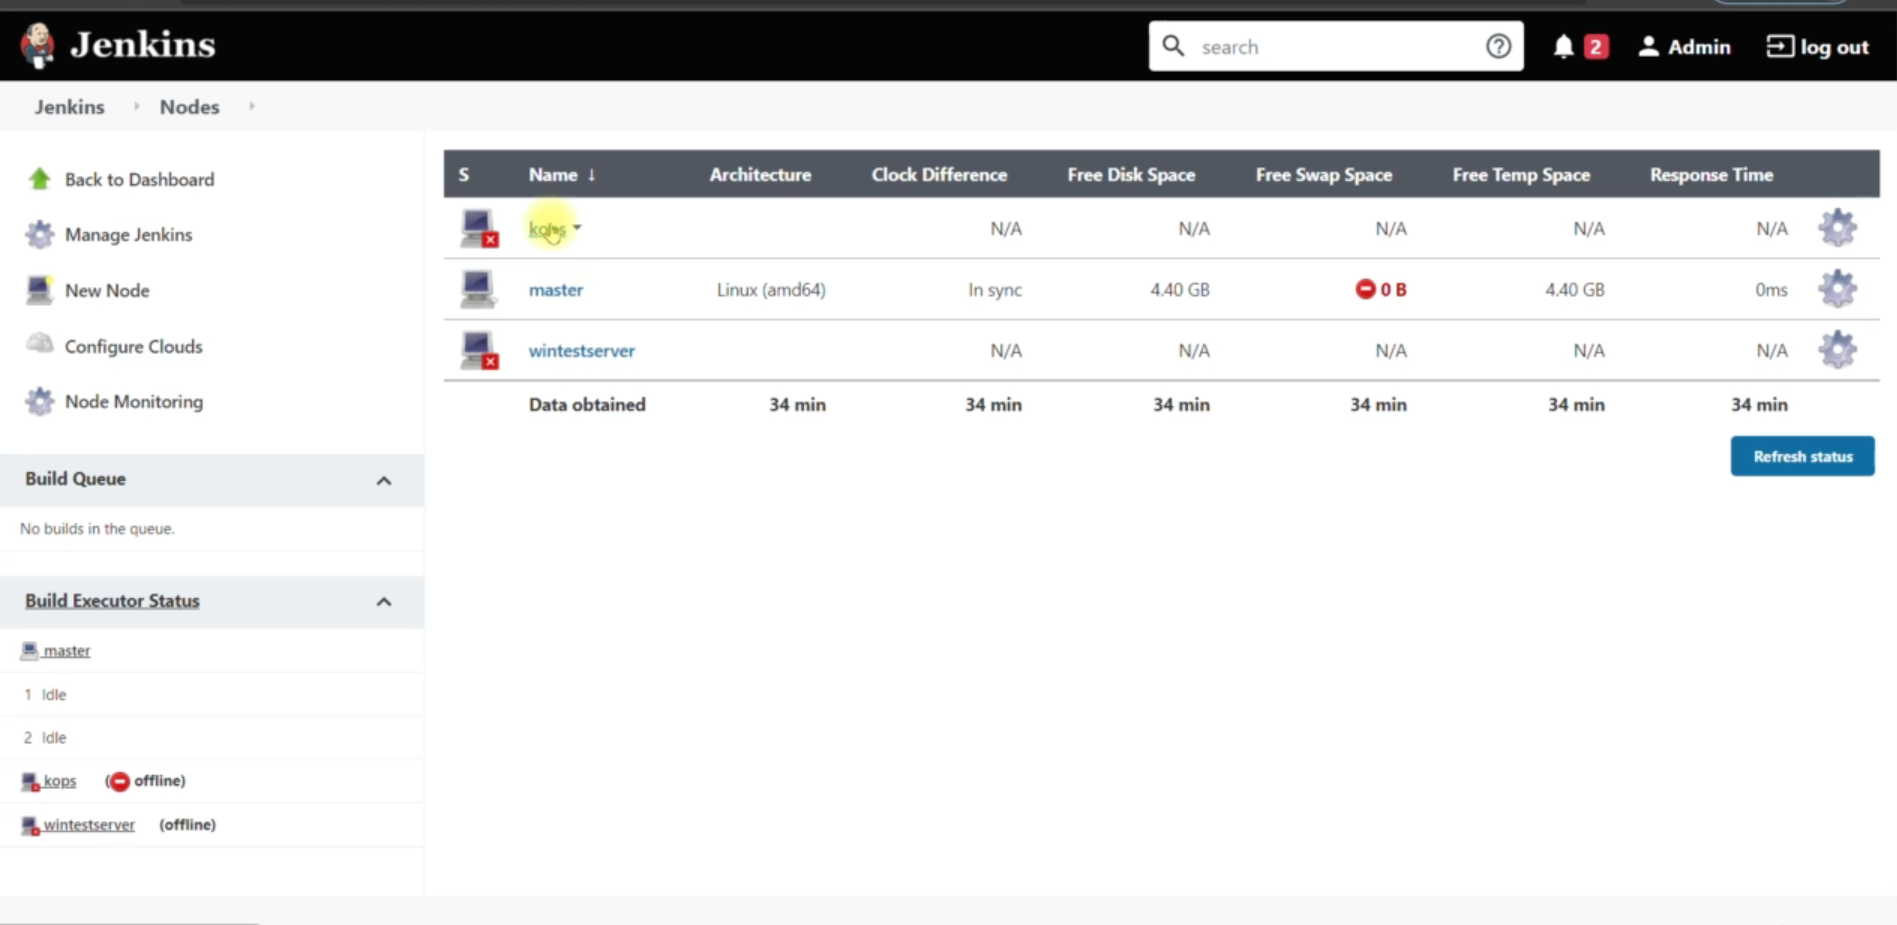 Jenkins
search
2
Admin
log out
Jenkins
Nodes
Back to Dashboard
Manage Jenkins
New Node
Configure Clouds
Node Monitoring
Build Queue
No builds in the queue.
Build Executor Status
master
1 Idle
2 Idle
kops (offline)
wintestserver (offline)
S Name ↓ Architecture Clock Difference Free Disk Space Free Swap Space Free Temp Space Response Time
kops N/A N/A N/A N/A N/A
master Linux (amd64) In sync 4.40 GB 0 B 4.40 GB 0ms
wintestserver N/A N/A N/A N/A N/A
Data obtained 34 min 34 min 34 min 34 min 34 min 34 min
Refresh status